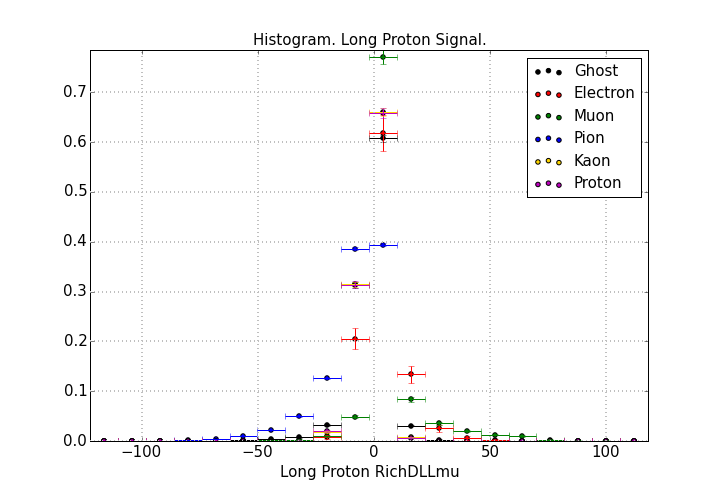 Histogram. Long Proton Signal.
Ghost
Electron
Muon
Pion
Kaon
Proton
0.7
0.6
0.5
0.4
0.3
0.2
0.1
0.0
−100 −50 0 50 100
Long Proton RichDLLmu